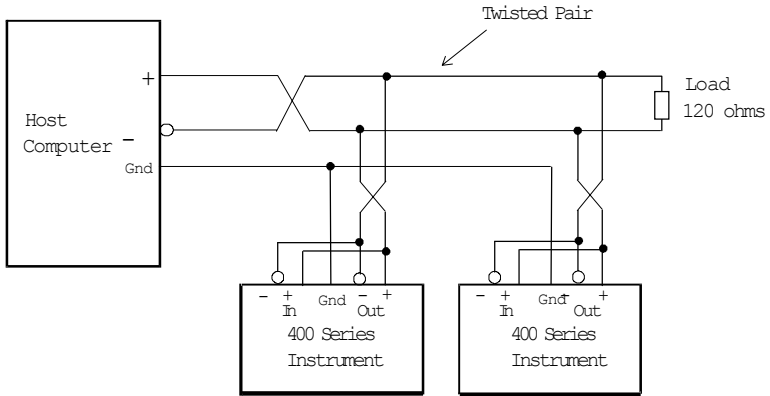 Twisted Pair
+
Load
120 ohms
Host
Computer
-
Gnd
- + Gnd - +
In Out
400 Series
Instrument
- + Gnd - +
In Out
400 Series
Instrument